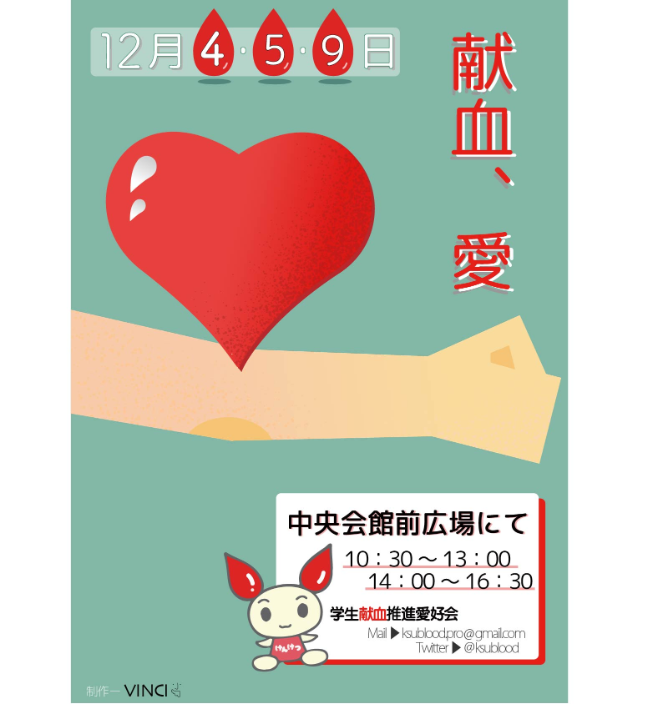 12月4・5・9日
献血、愛
中央会館前広場にて
10：30～13：00
14：00～16：30
学生献血推進愛好会
Mail ▶ ksublood.pro@gmail.com
Twitter ▶ @ksublood
けんけつ
制作－VINCI